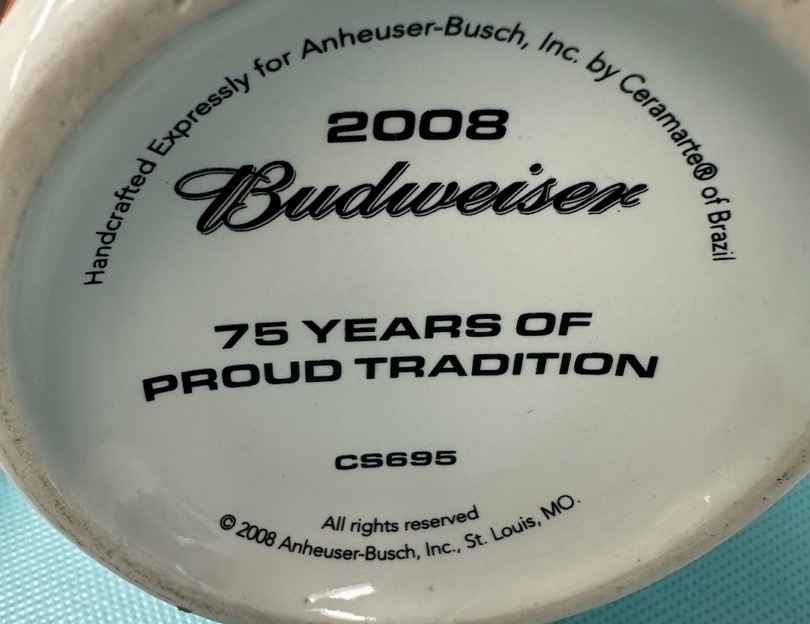 Handcrafted Expressly for Anheuser-Busch, Inc. by Ceramarte® of Brazil
2008
Budweiser
75 YEARS OF
PROUD TRADITION
CS695
All rights reserved
© 2008 Anheuser-Busch, Inc., St. Louis, MO.